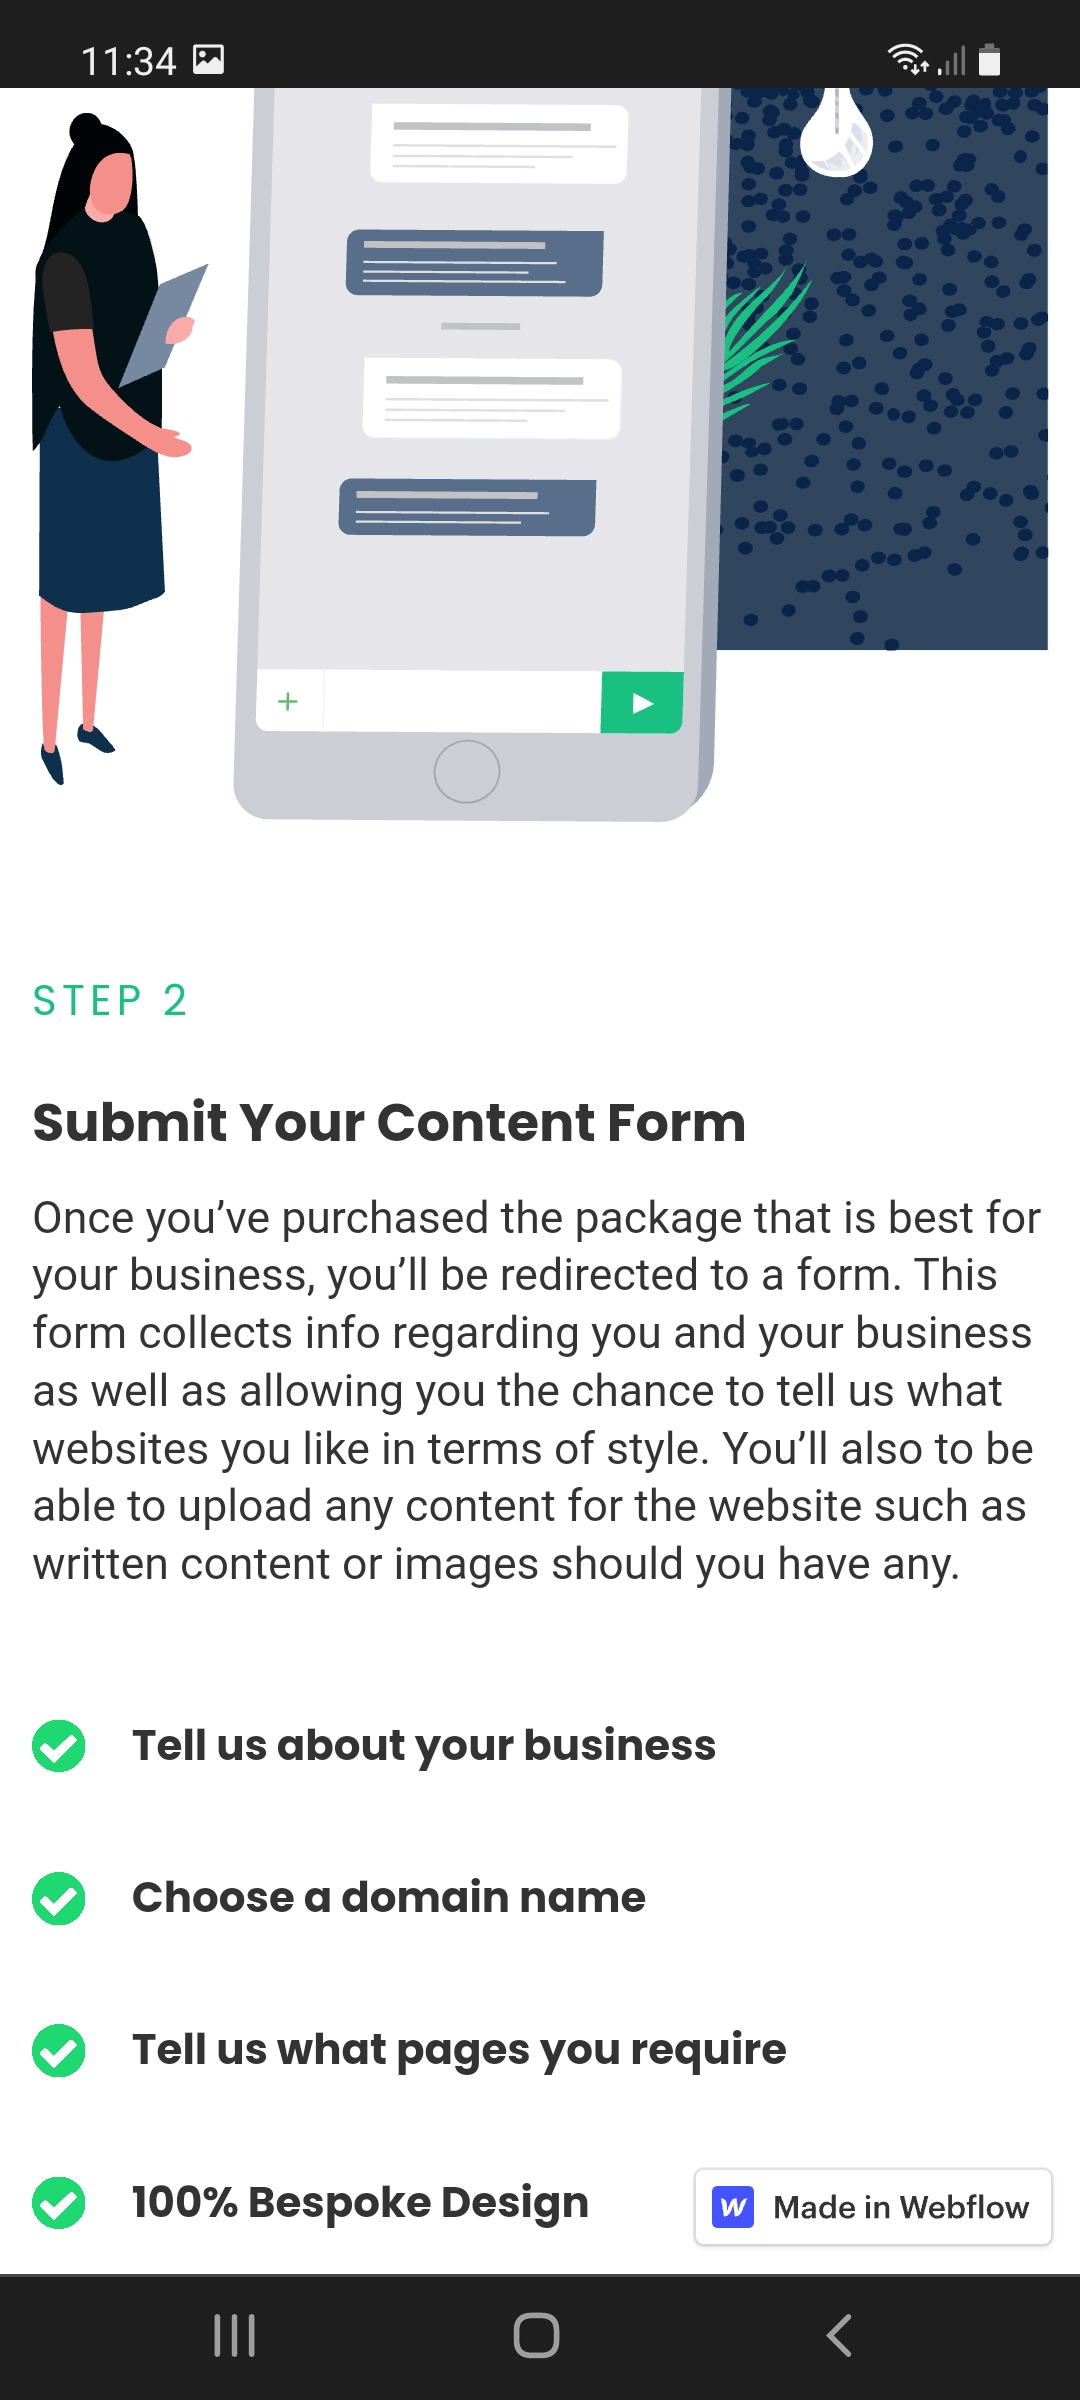 11:34
STEP 2
Submit Your Content Form
Once you’ve purchased the package that is best for
your business, you’ll be redirected to a form. This
form collects info regarding you and your business
as well as allowing you the chance to tell us what
websites you like in terms of style. You’ll also to be
able to upload any content for the website such as
written content or images should you have any.
Tell us about your business
Choose a domain name
Tell us what pages you require
100% Bespoke Design
Made in Webflow